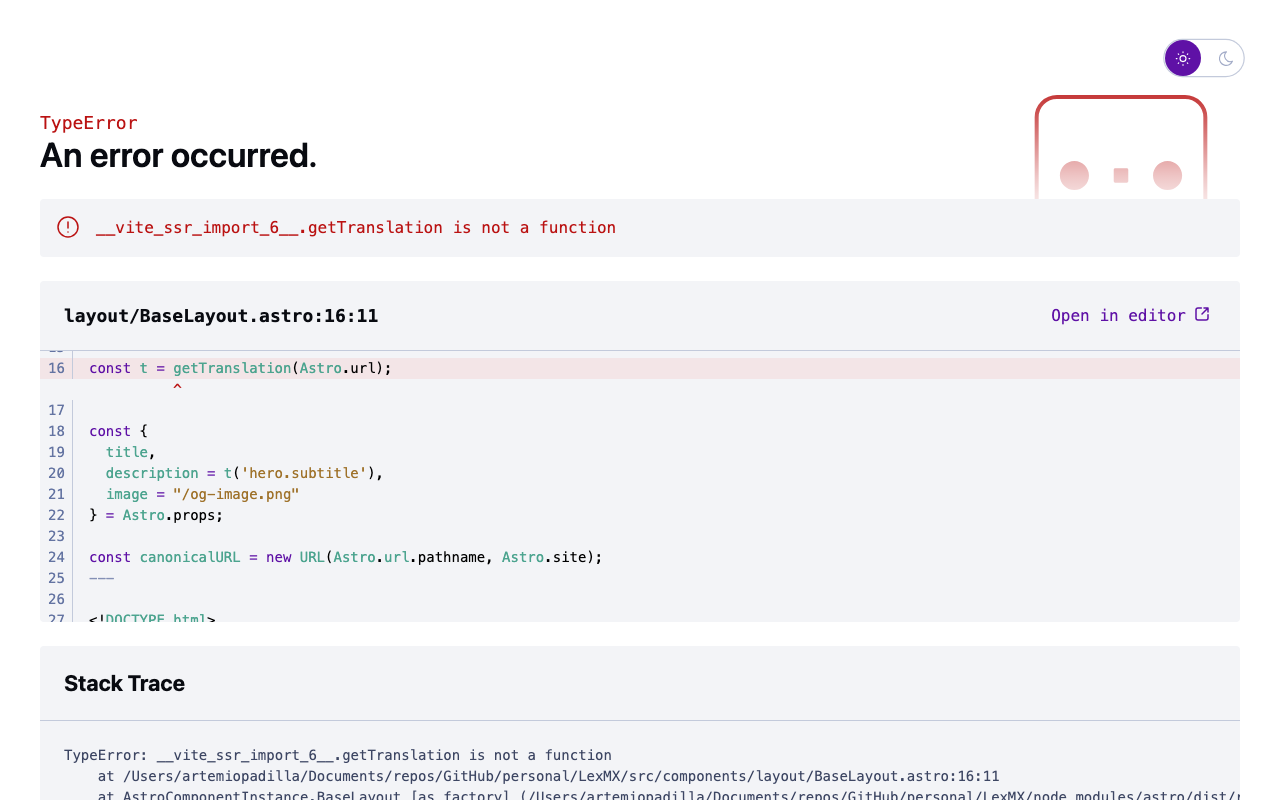 TypeError
An error occurred.
__vite_ssr_import_6__.getTranslation is not a function
layout/BaseLayout.astro:16:11
Open in editor
16 const t = getTranslation(Astro.url);
^
17
18 const {
19 title,
20 description = t('hero.subtitle'),
21 image = "/og-image.png"
22 } = Astro.props;
23
24 const canonicalURL = new URL(Astro.url.pathname, Astro.site);
25 ---
26
27 <!DOCTYPE html>
Stack Trace
TypeError: __vite_ssr_import_6__.getTranslation is not a function
at /Users/artemiopadilla/Documents/repos/GitHub/personal/LexMX/src/components/layout/BaseLayout.astro:16:11
at AstroComponentInstance.BaseLayout [as factory] (/Users/artemiopadilla/Documents/repos/GitHub/personal/LexMX/node_modules/astro/dist/